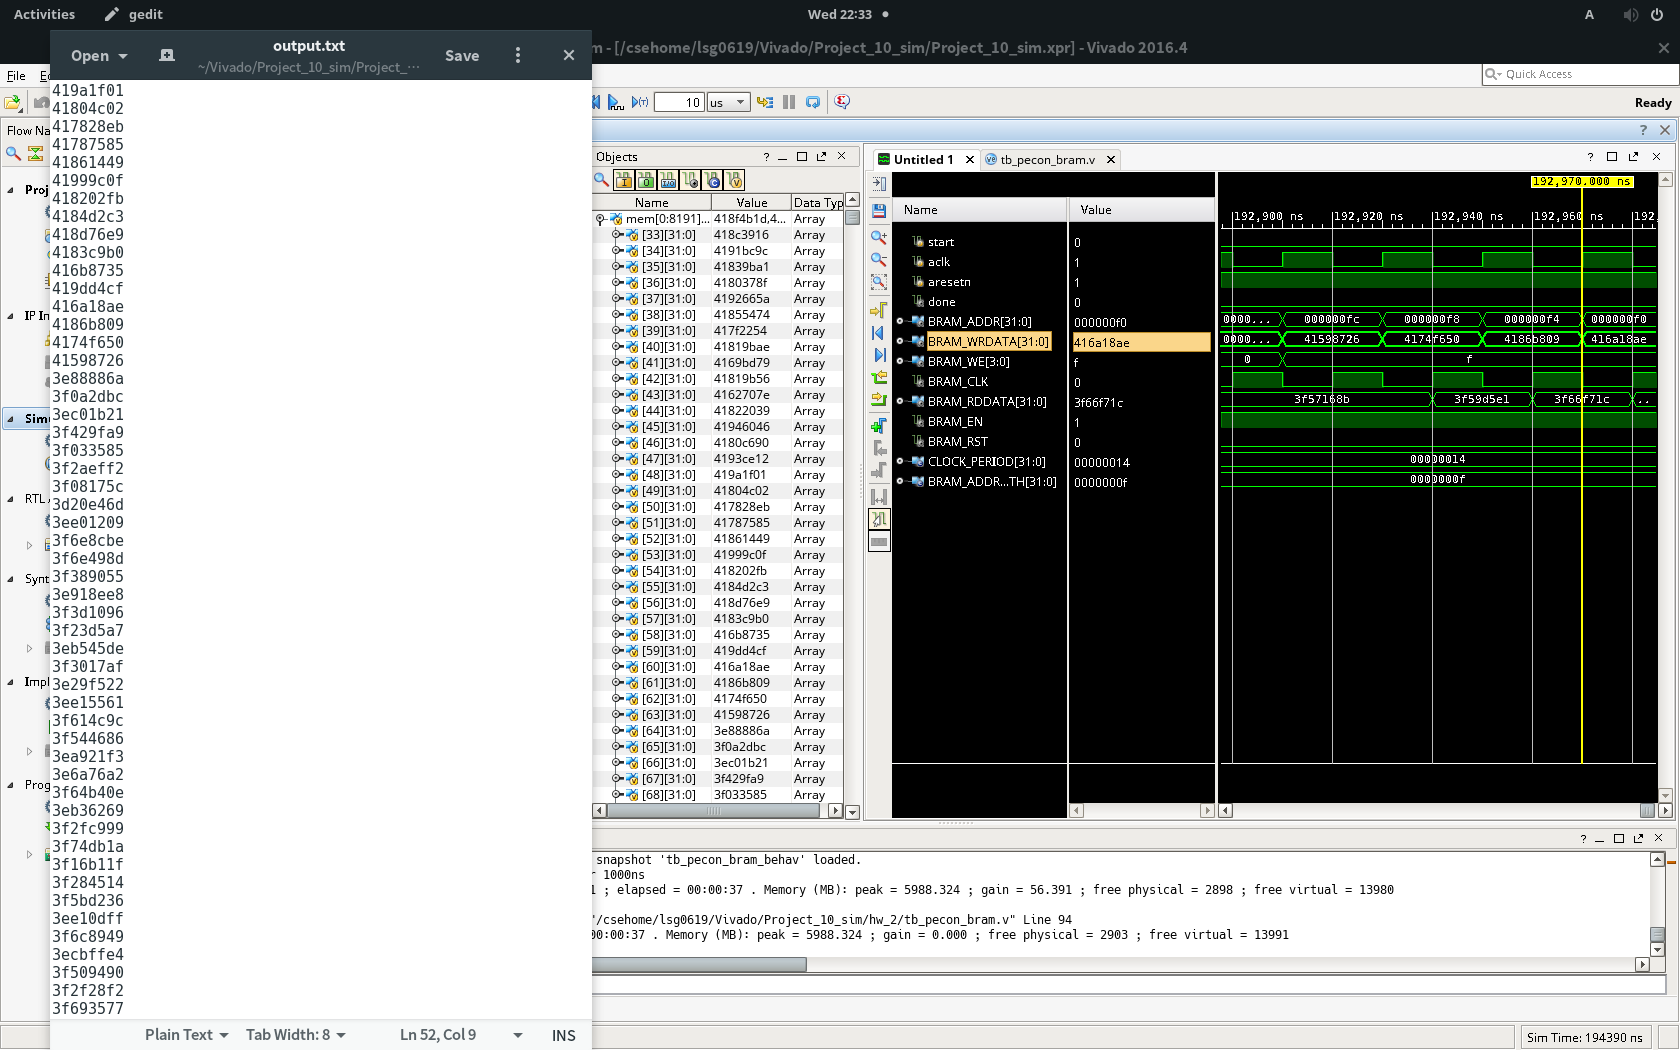 Activities
gedit
Wed 22:33
A
Open
output.txt
~/Vivado/Project_10_sim/Project_···
Save
m - [/csehome/lsg0619/Vivado/Project_10_sim/Project_10_sim.xpr] - Vivado 2016.4
File
Quick Access
10
us
Ready
Flow Na
419a1f01
41804c02
417828eb
41787585
41861449
41999c0f
418202fb
4184d2c3
418d76e9
4183c9b0
416b8735
419dd4cf
416a18ae
4186b809
4174f650
41598726
3e88886a
3f0a2dbc
3ec01b21
3f429fa9
3f033585
3f2aeff2
3f08175c
3d20e46d
3ee01209
3f6e8cbe
3f6e498d
3f389055
3e918ee8
3f3d1096
3f23d5a7
3eb545de
3f3017af
3e29f522
3ee15561
3f614c9c
3f544686
3ea921f3
3e6a76a2
3f64b40e
3eb36269
3f2fc999
3f74db1a
3f16b11f
3f284514
3f5bd236
3ee10dff
3f6c8949
3ecbffe4
3f509490
3f2f28f2
3f693577
Plain Text
Tab Width: 8
Ln 52, Col 9
INS
Proj
IP In
Sim
RTL
Synt
Impl
Prog
Objects
Name Value Data Typ
mem[0:8191]... 418f4b1d,4... Array
[33][31:0] 418c3916 Array
[34][31:0] 4191bc9c Array
[35][31:0] 41839ba1 Array
[36][31:0] 4180378f Array
[37][31:0] 4192665a Array
[38][31:0] 41855474 Array
[39][31:0] 417f2254 Array
[40][31:0] 41819bae Array
[41][31:0] 4169bd79 Array
[42][31:0] 41819b56 Array
[43][31:0] 4162707e Array
[44][31:0] 41822039 Array
[45][31:0] 41946046 Array
[46][31:0] 4180c690 Array
[47][31:0] 4193ce12 Array
[48][31:0] 419a1f01 Array
[49][31:0] 41804c02 Array
[50][31:0] 417828eb Array
[51][31:0] 41787585 Array
[52][31:0] 41861449 Array
[53][31:0] 41999c0f Array
[54][31:0] 418202fb Array
[55][31:0] 4184d2c3 Array
[56][31:0] 418d76e9 Array
[57][31:0] 4183c9b0 Array
[58][31:0] 416b8735 Array
[59][31:0] 419dd4cf Array
[60][31:0] 416a18ae Array
[61][31:0] 4186b809 Array
[62][31:0] 4174f650 Array
[63][31:0] 41598726 Array
[64][31:0] 3e88886a Array
[65][31:0] 3f0a2dbc Array
[66][31:0] 3ec01b21 Array
[67][31:0] 3f429fa9 Array
[68][31:0] 3f033585 Array
Untitled 1
tb_pecon_bram.v
Name Value
192,970.000 ns
192,900 ns 192,920 ns 192,940 ns 192,960 ns 192,
start 0
aclk 1
aresetn 1
done 0
BRAM_ADDR[31:0] 000000f0 0000... 000000fc 000000f8 000000f4 000000f0
BRAM_WRDATA[31:0] 416a18ae 0000... 41598726 4174f650 4186b809 416a18ae
BRAM_WE[3:0] f 0 f
BRAM_CLK 0
BRAM_RDDATA[31:0] 3f66f71c 3f57168b 3f59d5e1 3f66f71c ..
BRAM_EN 1
BRAM_RST 0
CLOCK_PERIOD[31:0] 00000014 00000014
BRAM_ADDR...TH[31:0] 0000000f 0000000f
snapshot 'tb_pecon_bram_behav' loaded.
r 1000ns
1 ; elapsed = 00:00:37 . Memory (MB): peak = 5988.324 ; gain = 56.391 ; free physical = 2898 ; free virtual = 13980
"/csehome/lsg0619/Vivado/Project_10_sim/hw_2/tb_pecon_bram.v" Line 94
00:00:37 . Memory (MB): peak = 5988.324 ; gain = 0.000 ; free physical = 2903 ; free virtual = 13991
Sim Time: 194390 ns